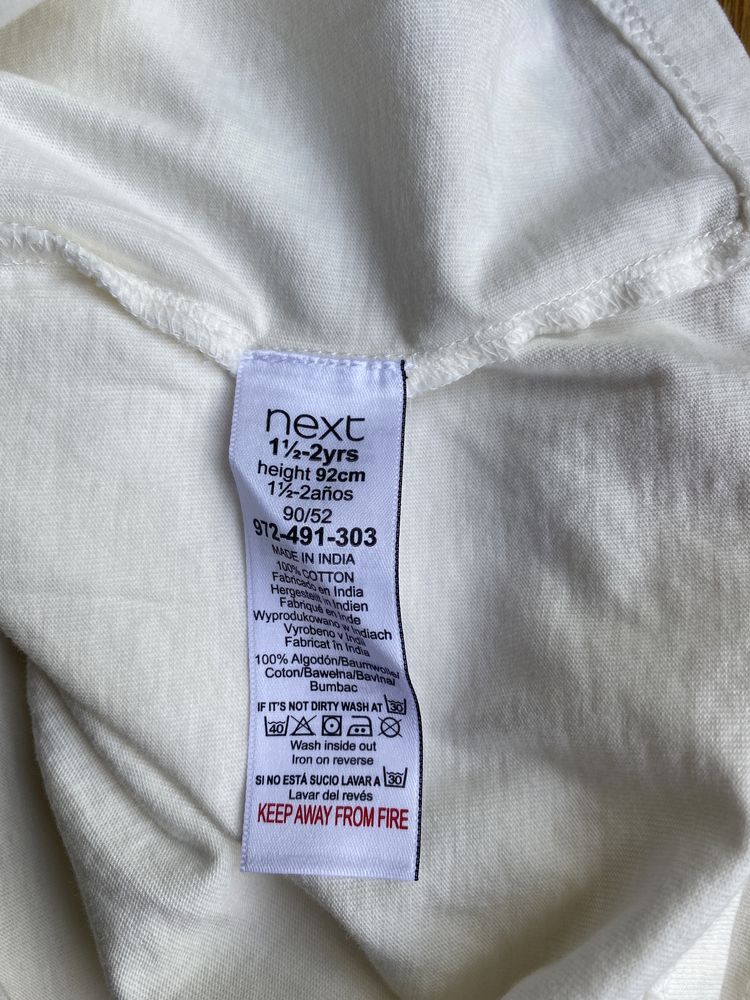 next
1½-2yrs
height 92cm
1½-2años
90/52
972-491-303
MADE IN INDIA
100% COTTON
Fabricado en India
Hergestellt in Indien
Fabriqué en Inde
Wyprodukowano w Indiach
Vyrobeno v Indii
Fabricat în India
100% Algodón/Baumwolle/
Coton/Bawełna/Bavlna/
Bumbac
IF IT'S NOT DIRTY WASH AT 30
40
Wash inside out
Iron on reverse
SI NO ESTÁ SUCIO LAVAR A 30
Lavar del revés
KEEP AWAY FROM FIRE